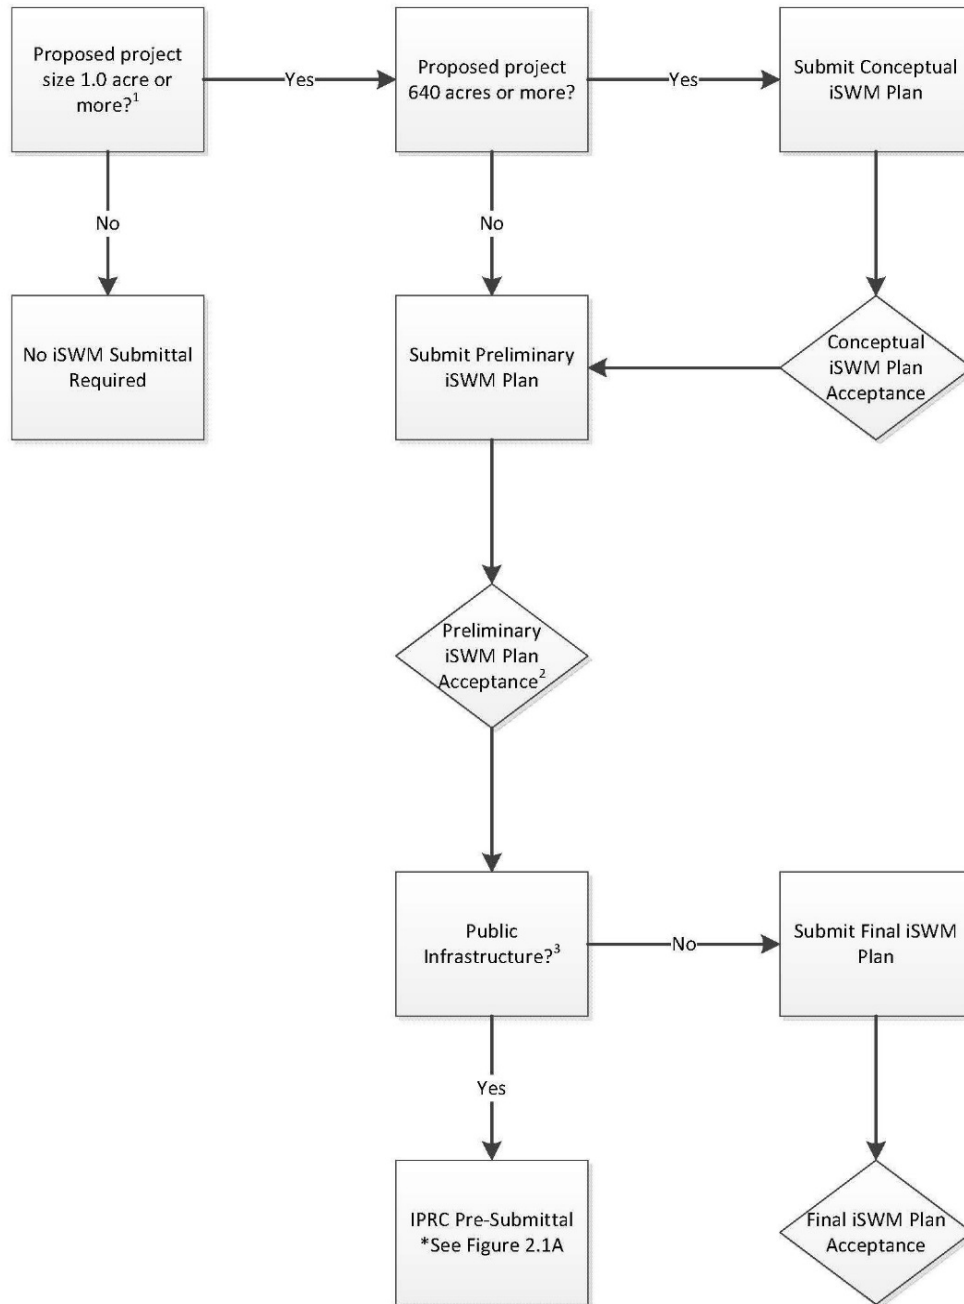 Proposed project
size 1.0 acre or
more?¹
Yes
Proposed project
640 acres or more?
Yes
Submit Conceptual
iSWM Plan
No
No
No iSWM Submittal
Required
Submit Preliminary
iSWM Plan
Conceptual
iSWM Plan
Acceptance
Preliminary
iSWM Plan
Acceptance²
Public
Infrastructure?³
No
Submit Final iSWM
Plan
Yes
IPRC Pre-Submittal
*See Figure 2.1A
Final iSWM Plan
Acceptance